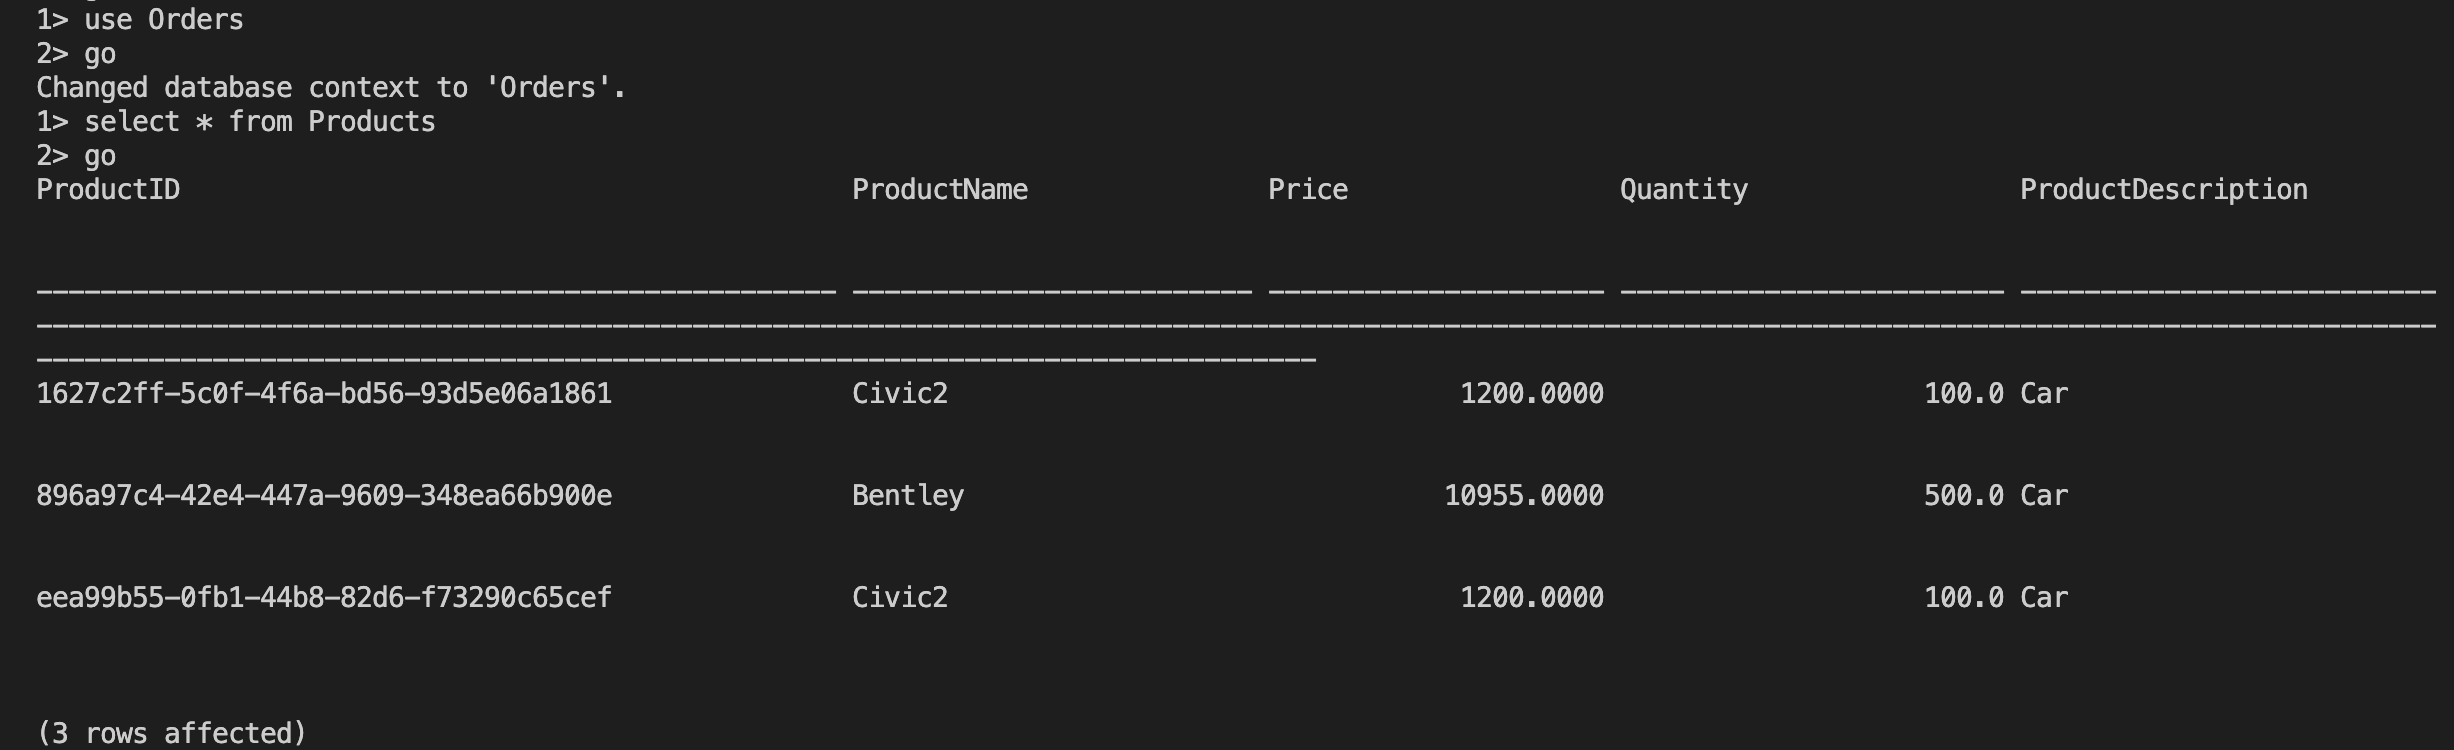 1> use Orders
2> go
Changed database context to 'Orders'.
1> select * from Products
2> go
ProductID ProductName Price Quantity ProductDescription
-------------------------------------------------- ------------------------- --------------------- ------------------------ --------------------------
------------------------------------------------------------------------------------------------------------------------------------------------------
--------------------------------------------------------------------------------
1627c2ff-5c0f-4f6a-bd56-93d5e06a1861 Civic2 1200.0000 100.0 Car
896a97c4-42e4-447a-9609-348ea66b900e Bentley 10955.0000 500.0 Car
eea99b55-0fb1-44b8-82d6-f73290c65cef Civic2 1200.0000 100.0 Car
(3 rows affected)